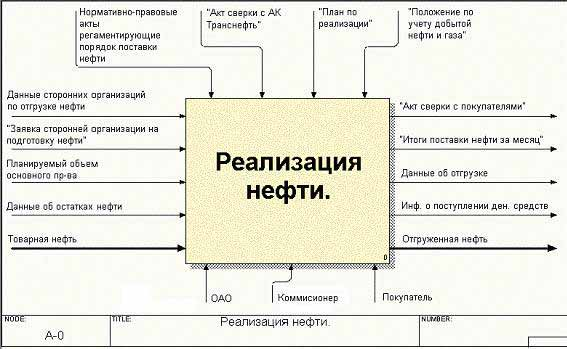 Нормативно-правовые
акты
регаментирующие
порядок поставки
нефти
"Акт сверки с АК
Транснефть"
"План по
реализации"
"Положение по
учету добытой
нефти и газа"
Данные сторонних организаций
по отгрузке нефти
"Заявка сторонней организации на
подготовку нефти"
Планируемый объем
основного пр-ва
Данные об остатках нефти
Товарная нефть
Реализация
нефти.
0
"Акт сверки с покупателями"
"Итоги поставки нефти за месяц"
Данные об отгрузке
Инф. о поступлении ден. средств
Отгруженная нефть
ОАО
Коммисионер
Покупатель
NODE:
A-0
TITLE:
Реализация нефти.
NUMBER: